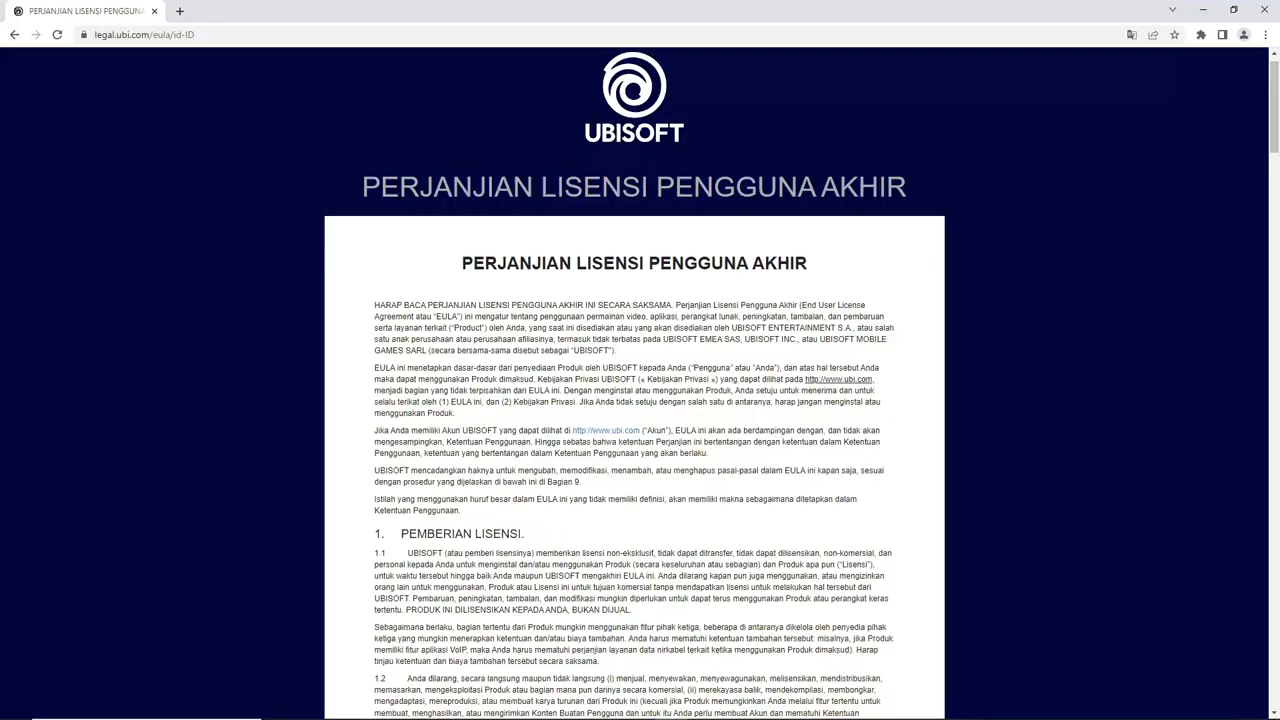 PERJANJIAN LISENSI PENGGUNA
legal.ubi.com/eula/id-ID
UBISOFT
PERJANJIAN LISENSI PENGGUNA AKHIR
PERJANJIAN LISENSI PENGGUNA AKHIR
HARAP BACA PERJANJIAN LISENSI PENGGUNA AKHIR INI SECARA SAKSAMA. Perjanjian Lisensi Pengguna Akhir (End User License
Agreement atau “EULA”) ini mengatur tentang penggunaan permainan video, aplikasi, perangkat lunak, peningkatan, tambalan, dan pembaruan
serta layanan terkait (“Product”) oleh Anda, yang saat ini disediakan atau yang akan disediakan oleh UBISOFT ENTERTAINMENT S.A., atau salah
satu anak perusahaan atau perusahaan afiliasinya, termasuk tidak terbatas pada UBISOFT EMEA SAS, UBISOFT INC., atau UBISOFT MOBILE
GAMES SARL (secara bersama-sama disebut sebagai “UBISOFT”).
EULA ini menetapkan dasar-dasar dari penyediaan Produk oleh UBISOFT kepada Anda (“Pengguna” atau “Anda”), dan atas hal tersebut Anda
maka dapat menggunakan Produk dimaksud. Kebijakan Privasi UBISOFT (« Kebijakan Privasi ») yang dapat dilihat pada http://www.ubi.com,
menjadi bagian yang tidak terpisahkan dari EULA ini. Dengan menginstal atau menggunakan Produk, Anda setuju untuk menerima dan untuk
selalu terikat oleh (1) EULA ini, dan (2) Kebijakan Privasi. Jika Anda tidak setuju dengan salah satu di antaranya, harap jangan menginstal atau
menggunakan Produk.
Jika Anda memiliki Akun UBISOFT yang dapat dilihat di http://www.ubi.com (“Akun”), EULA ini akan ada berdampingan dengan, dan tidak akan
mengesampingkan, Ketentuan Penggunaan. Hingga sebatas bahwa ketentuan Perjanjian ini bertentangan dengan ketentuan dalam Ketentuan
Penggunaan, ketentuan yang bertentangan dalam Ketentuan Penggunaan yang akan berlaku.
UBISOFT mencadangkan haknya untuk mengubah, memodifikasi, menambah, atau menghapus pasal-pasal dalam EULA ini kapan saja, sesuai
dengan prosedur yang dijelaskan di bawah ini di Bagian 9.
Istilah yang menggunakan huruf besar dalam EULA ini yang tidak memiliki definisi, akan memiliki makna sebagaimana ditetapkan dalam
Ketentuan Penggunaan.
1. PEMBERIAN LISENSI.
1.1 UBISOFT (atau pemberi lisensinya) memberikan lisensi non-eksklusif, tidak dapat ditransfer, tidak dapat dilisensikan, non-komersial, dan
personal kepada Anda untuk menginstal dan/atau menggunakan Produk (secara keseluruhan atau sebagian) dan Produk apa pun (“Lisensi”),
untuk waktu tersebut hingga baik Anda maupun UBISOFT mengakhiri EULA ini. Anda dilarang kapan pun juga menggunakan, atau mengizinkan
orang lain untuk menggunakan, Produk atau Lisensi ini untuk tujuan komersial tanpa mendapatkan lisensi untuk melakukan hal tersebut dari
UBISOFT. Pembaruan, peningkatan, tambalan, dan modifikasi mungkin diperlukan untuk dapat terus menggunakan Produk atau perangkat keras
tertentu. PRODUK INI DILISENSIKAN KEPADA ANDA, BUKAN DIJUAL.
Sebagaimana berlaku, bagian tertentu dari Produk mungkin menggunakan fitur pihak ketiga, beberapa di antaranya dikelola oleh penyedia pihak
ketiga yang mungkin menerapkan ketentuan dan/atau biaya tambahan. Anda harus mematuhi ketentuan tambahan tersebut: misalnya, jika Produk
memiliki fitur aplikasi VoIP, maka Anda harus mematuhi perjanjian layanan data nirkabel terkait ketika menggunakan Produk dimaksud). Harap
tinjau ketentuan dan biaya tambahan tersebut secara saksama.
1.2 Anda dilarang, secara langsung maupun tidak langsung (i) menjual, menyewakan, menyewagunakan, melisensikan, mendistribusikan,
memasarkan, mengeksploitasi Produk atau bagian mana pun darinya secara komersial, (ii) merekayasa balik, mendekompilasi, membongkar,
mengadaptasi, mereproduksi, atau membuat karya turunan dari Produk ini (kecuali jika Produk memungkinkan Anda melalui fitur tertentu untuk
membuat, menghasilkan, atau mengirimkan Konten Buatan Pengguna dan untuk itu Anda perlu membuat Akun dan mematuhi Ketentuan